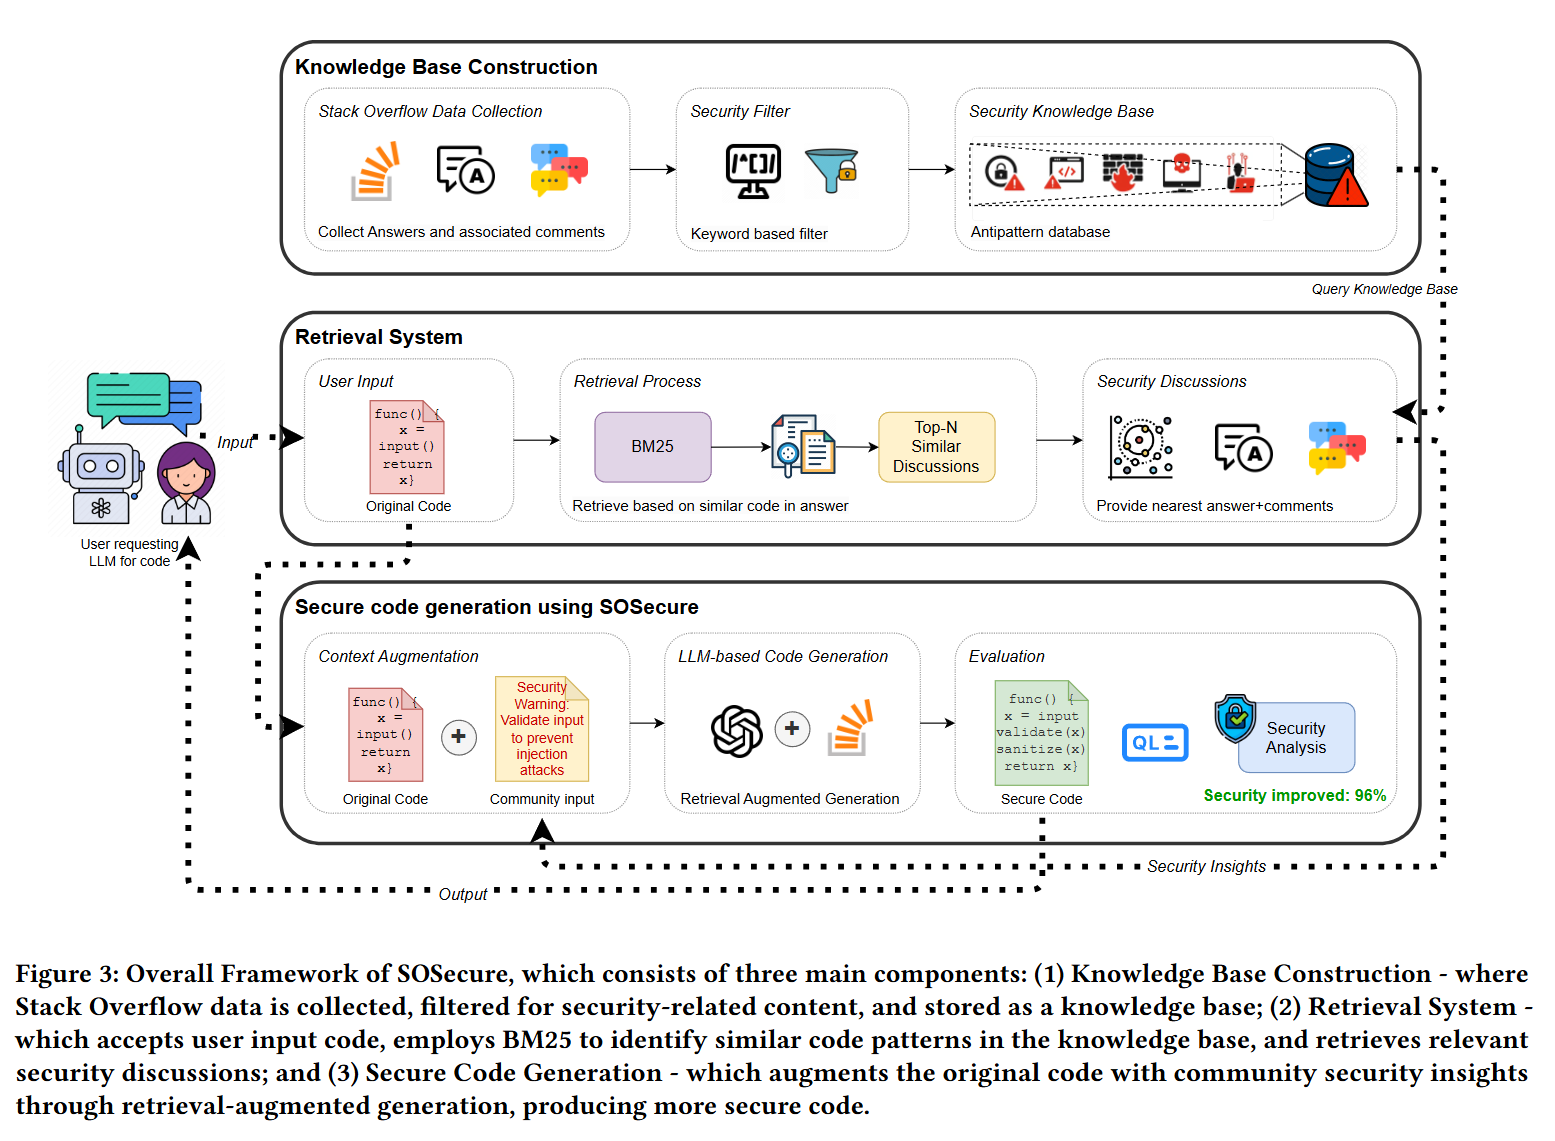 Knowledge Base Construction
Stack Overflow Data Collection
Collect Answers and associated comments
Security Filter
/^[]/
Keyword based filter
Security Knowledge Base
</>
Antipattern database
Query Knowledge Base
Retrieval System
User Input
func() {
x =
input()
return
x}
Original Code
Retrieval Process
BM25
Top-N
Similar
Discussions
Retrieve based on similar code in answer
Security Discussions
A
Provide nearest answer+comments
Input
User requesting
LLM for code
Secure code generation using SOSecure
Context Augmentation
func() {
x =
input()
return
x}
Original Code
+
Security
Warning:
Validate input
to prevent
injection
attacks
Community input
LLM-based Code Generation
+
Retrieval Augmented Generation
Evaluation
func() {
x = input
validate(x)
sanitize(x)
return x}
Secure Code
QL
Security
Analysis
Security improved: 96%
Security Insights
Output
Figure 3: Overall Framework of SOSecure, which consists of three main components: (1) Knowledge Base Construction - where
Stack Overflow data is collected, filtered for security-related content, and stored as a knowledge base; (2) Retrieval System -
which accepts user input code, employs BM25 to identify similar code patterns in the knowledge base, and retrieves relevant
security discussions; and (3) Secure Code Generation - which augments the original code with community security insights
through retrieval-augmented generation, producing more secure code.